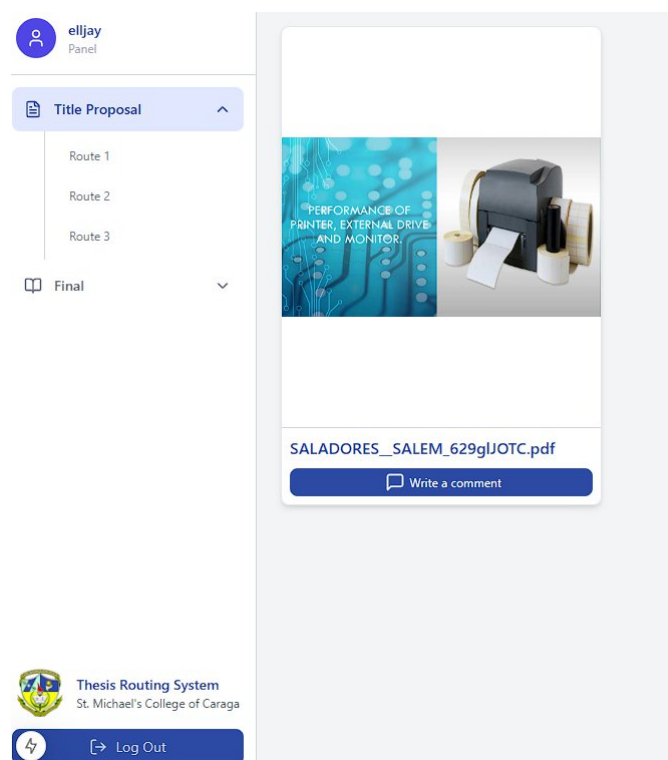 elljay
Panel
Title Proposal
Route 1
Route 2
Route 3
Final
PERFORMANCE OF
PRINTER, EXTERNAL DRIVE
AND MONITOR.
SALADORES__SALEM_629glJOTC.pdf
Write a comment
Thesis Routing System
St. Michael's College of Caraga
Log Out